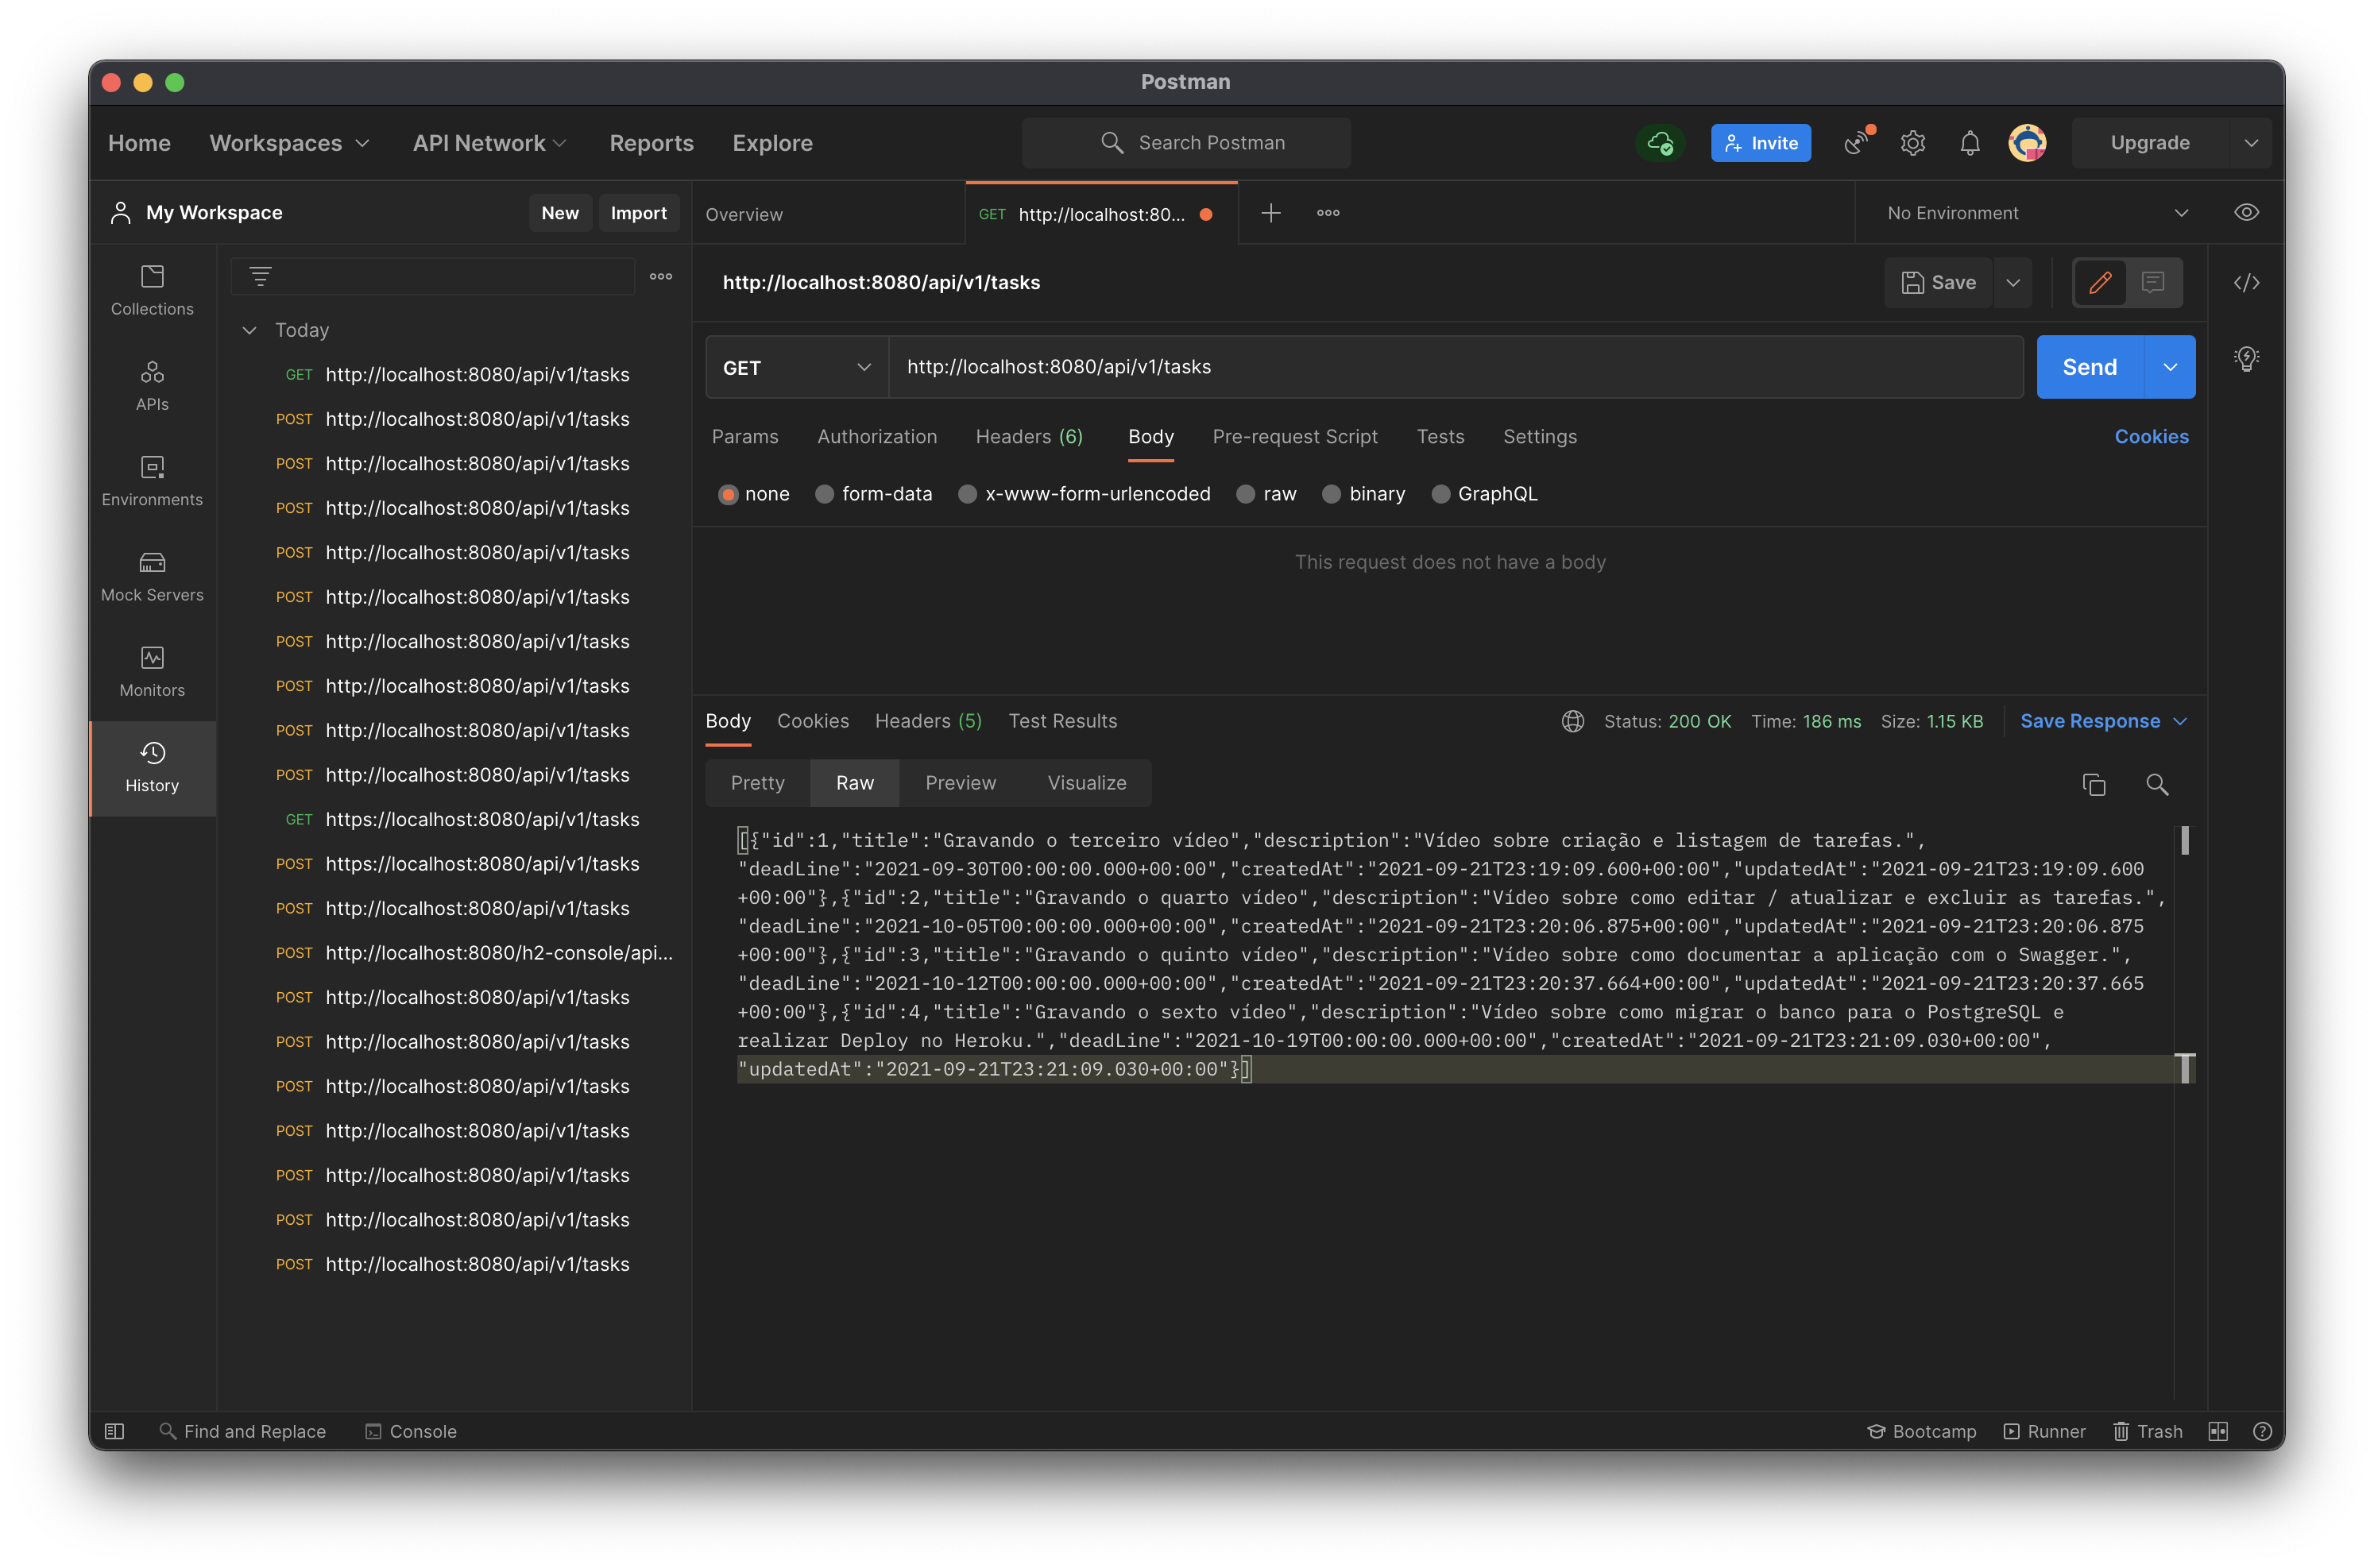 Postman
Home Workspaces API Network Reports Explore Search Postman Invite Upgrade
My Workspace New Import Overview GET http://localhost:80... No Environment
Collections
APIs
Environments
Mock Servers
Monitors
History
Today
GET http://localhost:8080/api/v1/tasks
POST http://localhost:8080/api/v1/tasks
POST http://localhost:8080/api/v1/tasks
POST http://localhost:8080/api/v1/tasks
POST http://localhost:8080/api/v1/tasks
POST http://localhost:8080/api/v1/tasks
POST http://localhost:8080/api/v1/tasks
POST http://localhost:8080/api/v1/tasks
POST http://localhost:8080/api/v1/tasks
POST http://localhost:8080/api/v1/tasks
GET https://localhost:8080/api/v1/tasks
POST https://localhost:8080/api/v1/tasks
POST http://localhost:8080/api/v1/tasks
POST http://localhost:8080/h2-console/api...
POST http://localhost:8080/api/v1/tasks
POST http://localhost:8080/api/v1/tasks
POST http://localhost:8080/api/v1/tasks
POST http://localhost:8080/api/v1/tasks
POST http://localhost:8080/api/v1/tasks
POST http://localhost:8080/api/v1/tasks
POST http://localhost:8080/api/v1/tasks
http://localhost:8080/api/v1/tasks Save
GET http://localhost:8080/api/v1/tasks Send
Params Authorization Headers (6) Body Pre-request Script Tests Settings Cookies
none form-data x-www-form-urlencoded raw binary GraphQL
This request does not have a body
Body Cookies Headers (5) Test Results Status: 200 OK Time: 186 ms Size: 1.15 KB Save Response
Pretty Raw Preview Visualize
[{"id":1,"title":"Gravando o terceiro vídeo","description":"Vídeo sobre criação e listagem de tarefas.",
"deadLine":"2021-09-30T00:00:00.000+00:00","createdAt":"2021-09-21T23:19:09.600+00:00","updatedAt":"2021-09-21T23:19:09.600
+00:00"},{"id":2,"title":"Gravando o quarto vídeo","description":"Vídeo sobre como editar / atualizar e excluir as tarefas.",
"deadLine":"2021-10-05T00:00:00.000+00:00","createdAt":"2021-09-21T23:20:06.875+00:00","updatedAt":"2021-09-21T23:20:06.875
+00:00"},{"id":3,"title":"Gravando o quinto vídeo","description":"Vídeo sobre como documentar a aplicação com o Swagger.",
"deadLine":"2021-10-12T00:00:00.000+00:00","createdAt":"2021-09-21T23:20:37.664+00:00","updatedAt":"2021-09-21T23:20:37.665
+00:00"},{"id":4,"title":"Gravando o sexto vídeo","description":"Vídeo sobre como migrar o banco para o PostgreSQL e
realizar Deploy no Heroku.","deadLine":"2021-10-19T00:00:00.000+00:00","createdAt":"2021-09-21T23:21:09.030+00:00",
"updatedAt":"2021-09-21T23:21:09.030+00:00"}]
Find and Replace Console Bootcamp Runner Trash